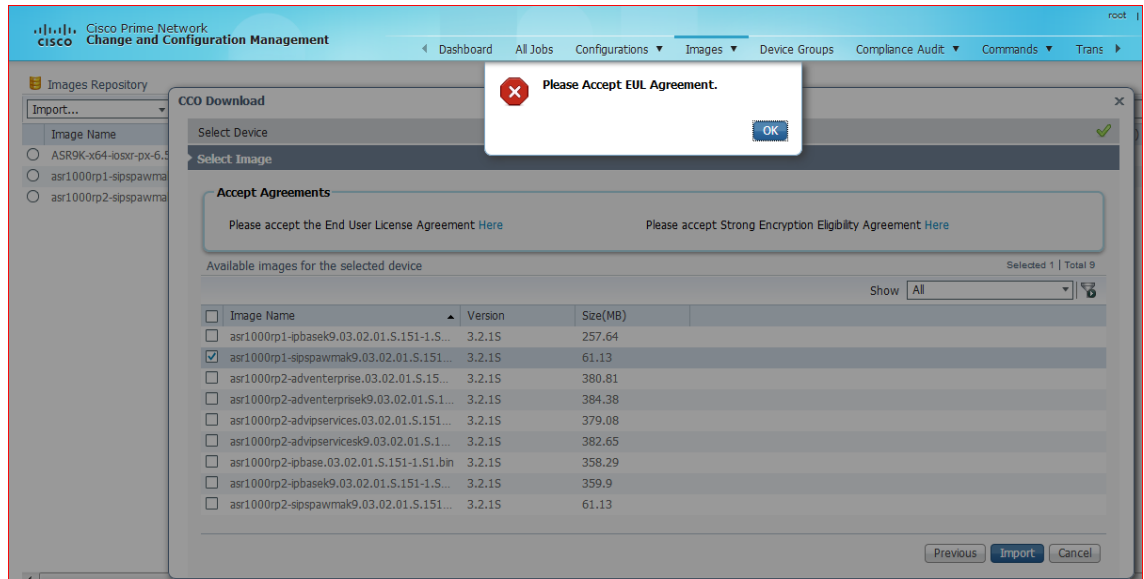 root
Cisco Prime Network
CISCO Change and Configuration Management
Dashboard All Jobs Configurations Images Device Groups Compliance Audit Commands Trans
Please Accept EUL Agreement.
OK
Images Repository
Import...
Image Name
ASR9K-x64-iosxr-px-6.5
asr1000rp1-sipspawma
asr1000rp2-sipspawma
CCO Download
Select Device
Select Image
Accept Agreements
Please accept the End User License Agreement Here Please accept Strong Encryption Eligibility Agreement Here
Available images for the selected device Selected 1 | Total 9
Show All
Image Name Version Size(MB)
asr1000rp1-ipbasek9.03.02.01.S.151-1.S... 3.2.1S 257.64
asr1000rp1-sipspawmak9.03.02.01.S.151... 3.2.1S 61.13
asr1000rp2-adventerprise.03.02.01.S.15... 3.2.1S 380.81
asr1000rp2-adventerprisek9.03.02.01.S.1... 3.2.1S 384.38
asr1000rp2-advipservices.03.02.01.S.151... 3.2.1S 379.08
asr1000rp2-advipservicesk9.03.02.01.S.1... 3.2.1S 382.65
asr1000rp2-ipbase.03.02.01.S.151-1.S1.bin 3.2.1S 358.29
asr1000rp2-ipbasek9.03.02.01.S.151-1.S... 3.2.1S 359.9
asr1000rp2-sipspawmak9.03.02.01.S.151... 3.2.1S 61.13
Previous Import Cancel